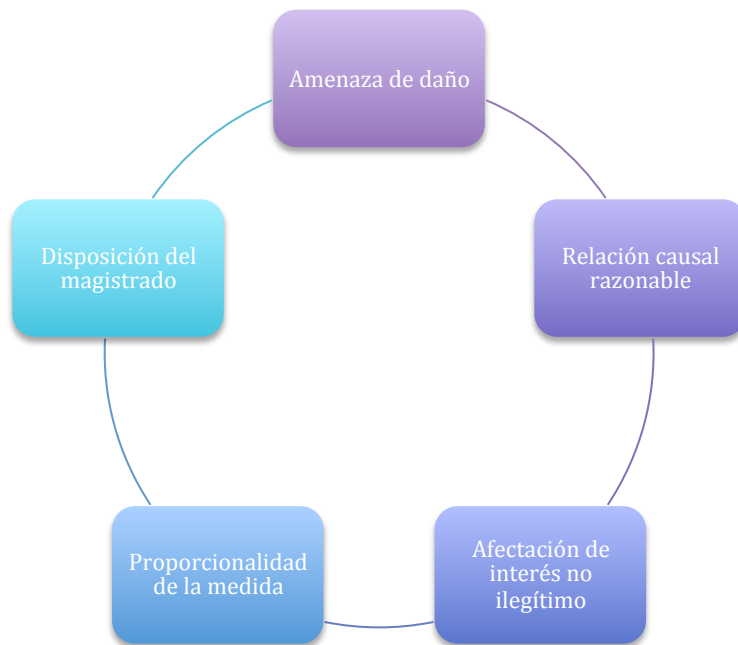 Amenaza de daño
Relación causal
razonable
Afectación de
interés no
ilegítimo
Proporcionalidad
de la medida
Disposición del
magistrado